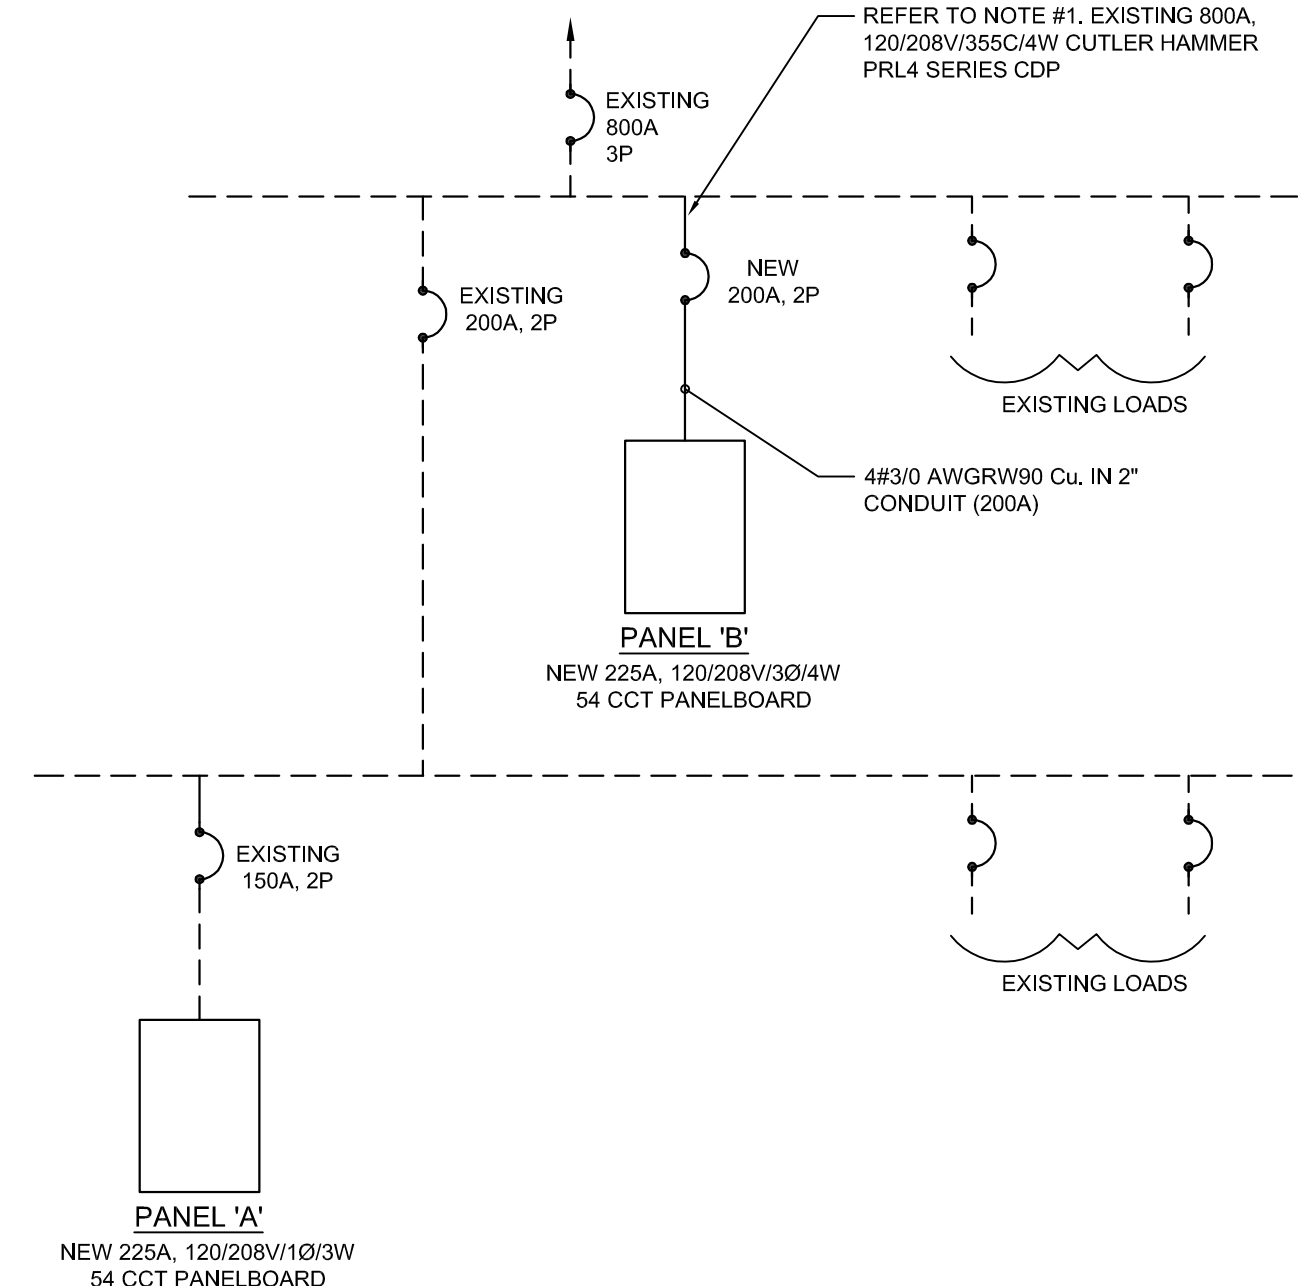 REFER TO NOTE #1. EXISTING 800A,
120/208V/355C/4W CUTLER HAMMER
PRL4 SERIES CDP
EXISTING
800A
3P
NEW
200A, 2P
EXISTING
200A, 2P
EXISTING LOADS
4#3/0 AWGRW90 Cu. IN 2"
CONDUIT (200A)
PANEL 'B'
NEW 225A, 120/208V/3Ø/4W
54 CCT PANELBOARD
EXISTING
150A, 2P
EXISTING LOADS
PANEL 'A'
NEW 225A, 120/208V/1Ø/3W
54 CCT PANELBOARD